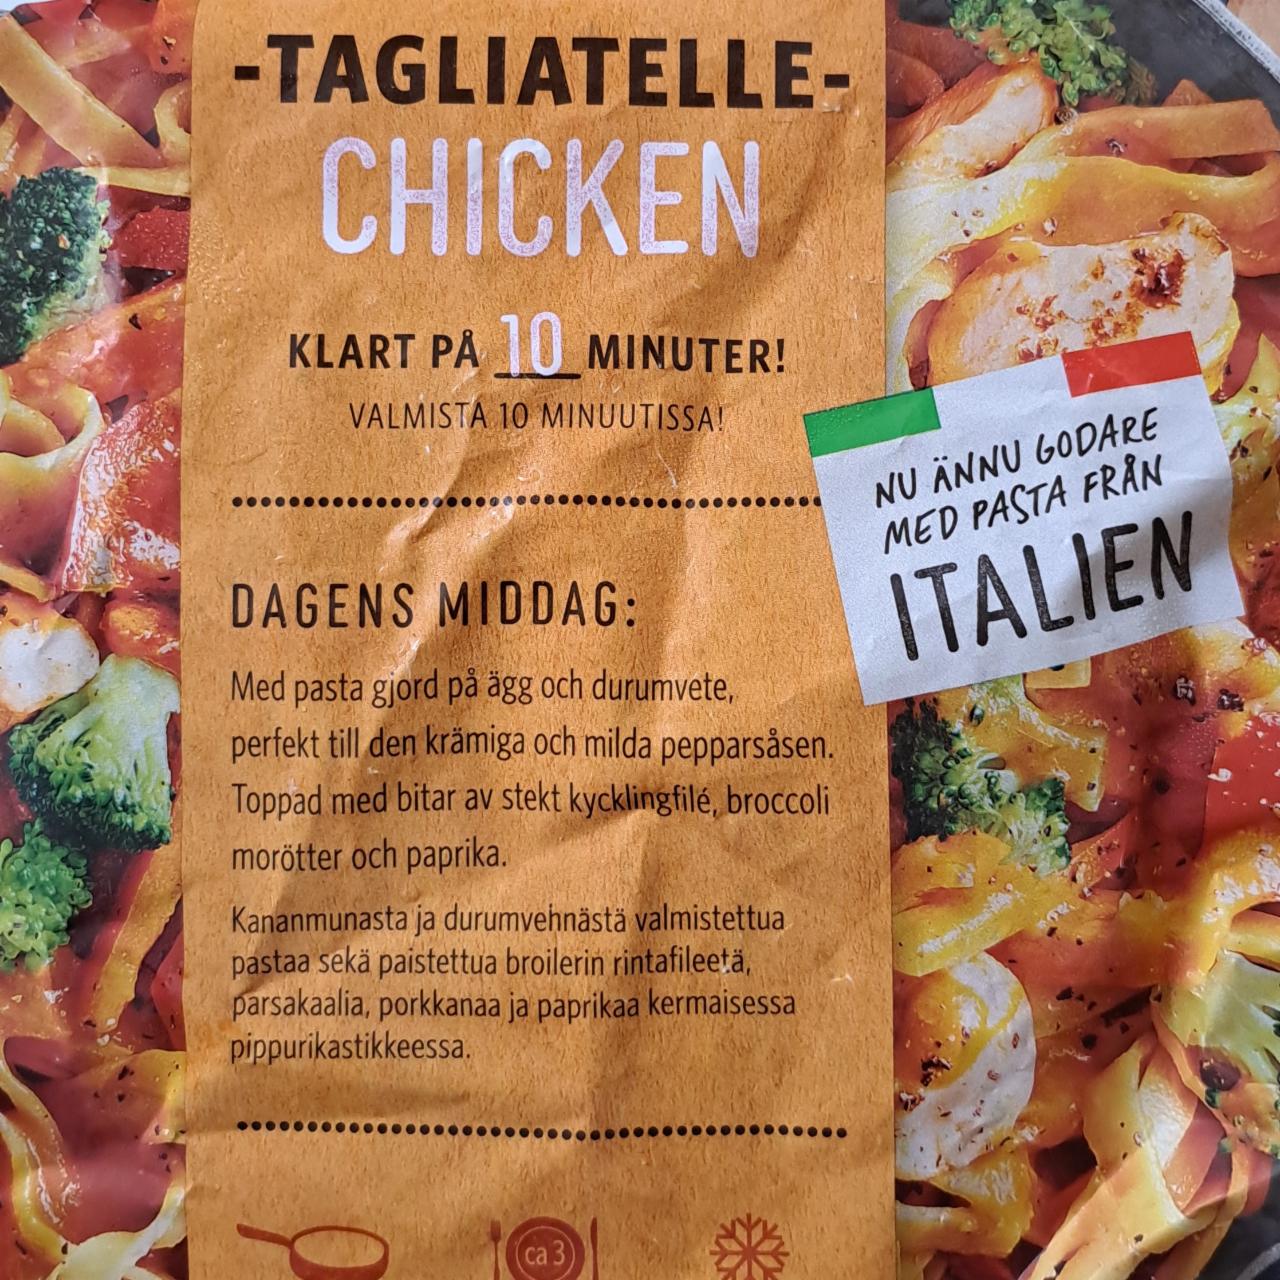 -TAGLIATELLE-
CHICKEN
KLART PÅ 10 MINUTER!
VALMISTA 10 MINUUTISSA!
NU ÄNNU GODARE
MED PASTA FRÅN
ITALIEN
DAGENS MIDDAG:
Med pasta gjord på ägg och durumvete,
perfekt till den krämiga och milda pepparsåsen.
Toppad med bitar av stekt kycklingfilé, broccoli
morötter och paprika.
Kananmunasta ja durumvehnästä valmistettua
pastaa sekä paistettua broilerin rintafileetä,
parsakaalia, porkkanaa ja paprikaa kermaisessa
pippurikastikkeessa.
ca 3